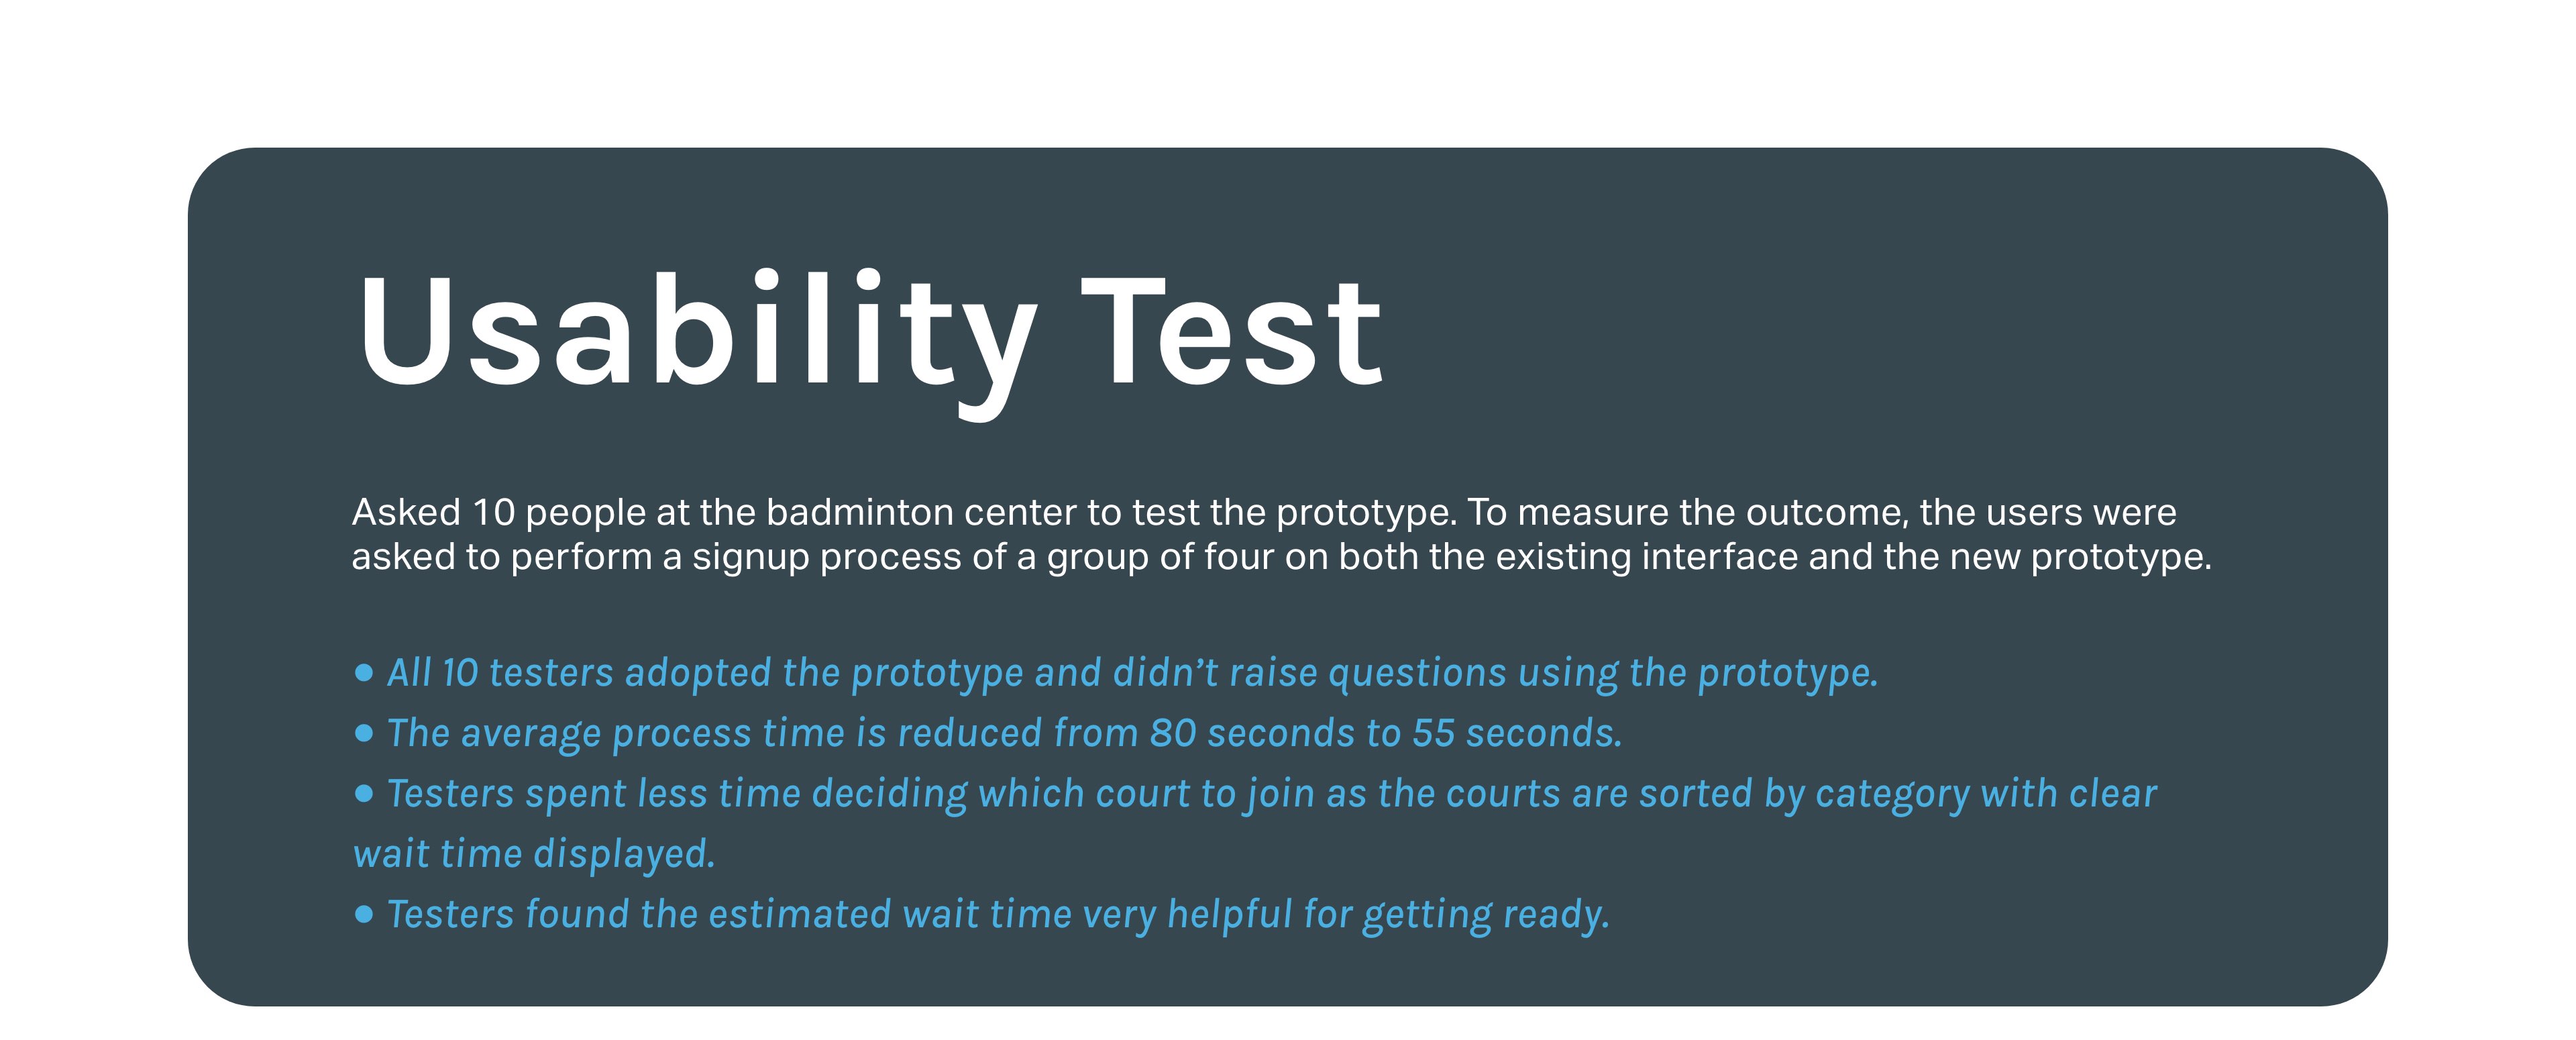 Usability Test
Asked 10 people at the badminton center to test the prototype. To measure the outcome, the users were
asked to perform a signup process of a group of four on both the existing interface and the new prototype.
● All 10 testers adopted the prototype and didn’t raise questions using the prototype.
● The average process time is reduced from 80 seconds to 55 seconds.
● Testers spent less time deciding which court to join as the courts are sorted by category with clear
wait time displayed.
● Testers found the estimated wait time very helpful for getting ready.